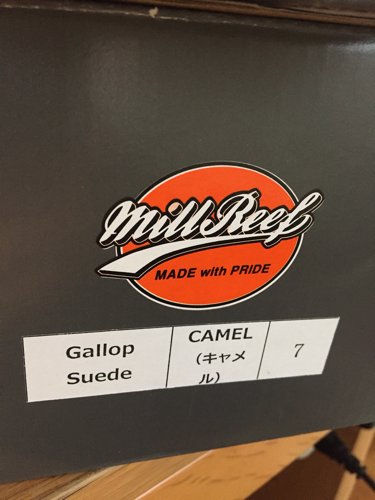 Mill Reef
MADE with PRIDE
Gallop
Suede
CAMEL
(キャメ
ル)
7